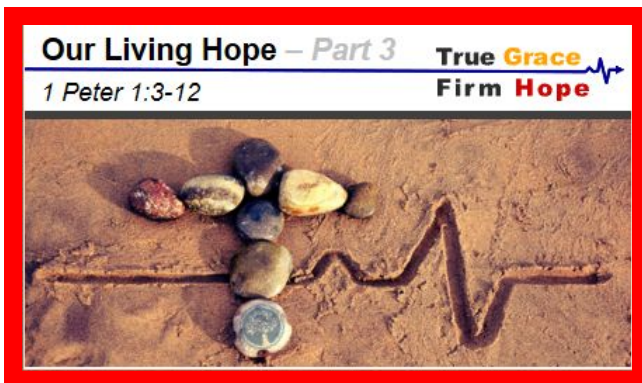 Our Living Hope – Part 3
1 Peter 1:3-12
True Grace
Firm Hope